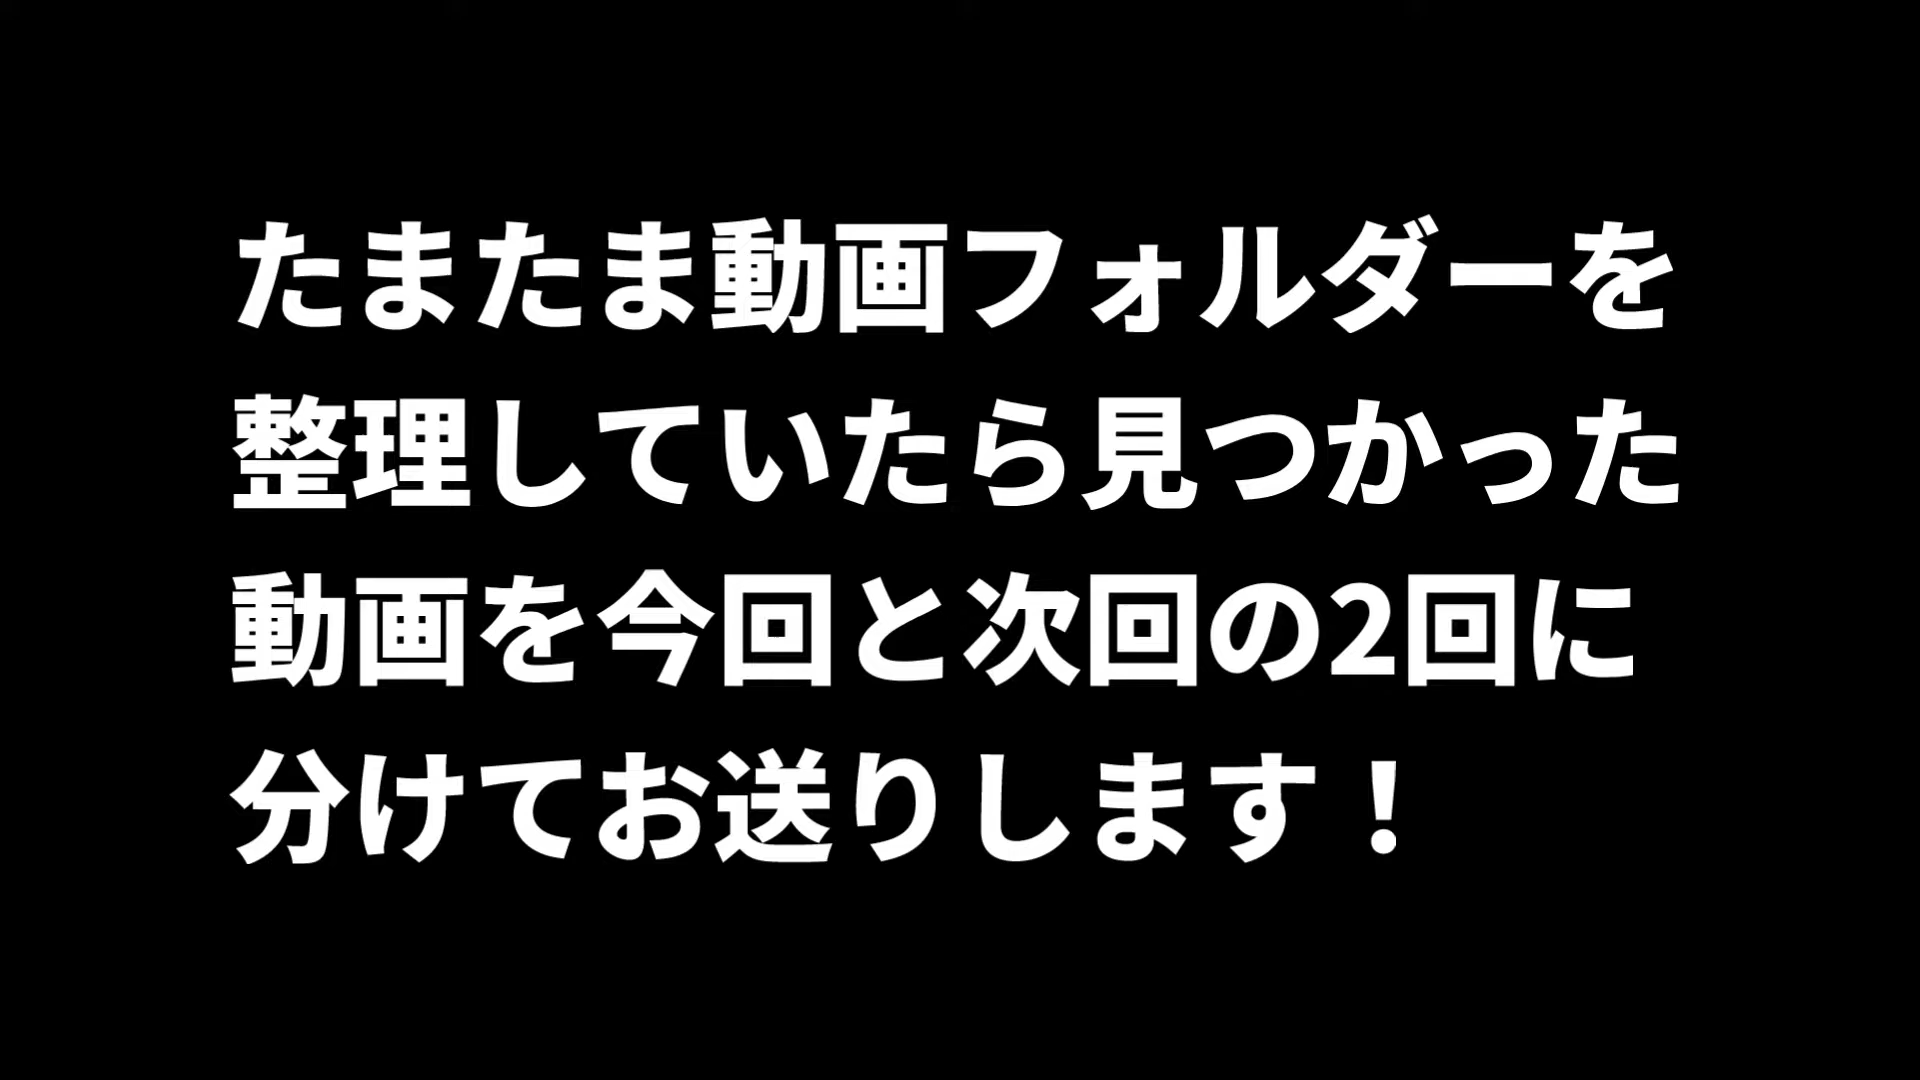 たまたま動画フォルダーを
整理していたら見つかった
動画を今回と次回の2回に
分けてお送りします！